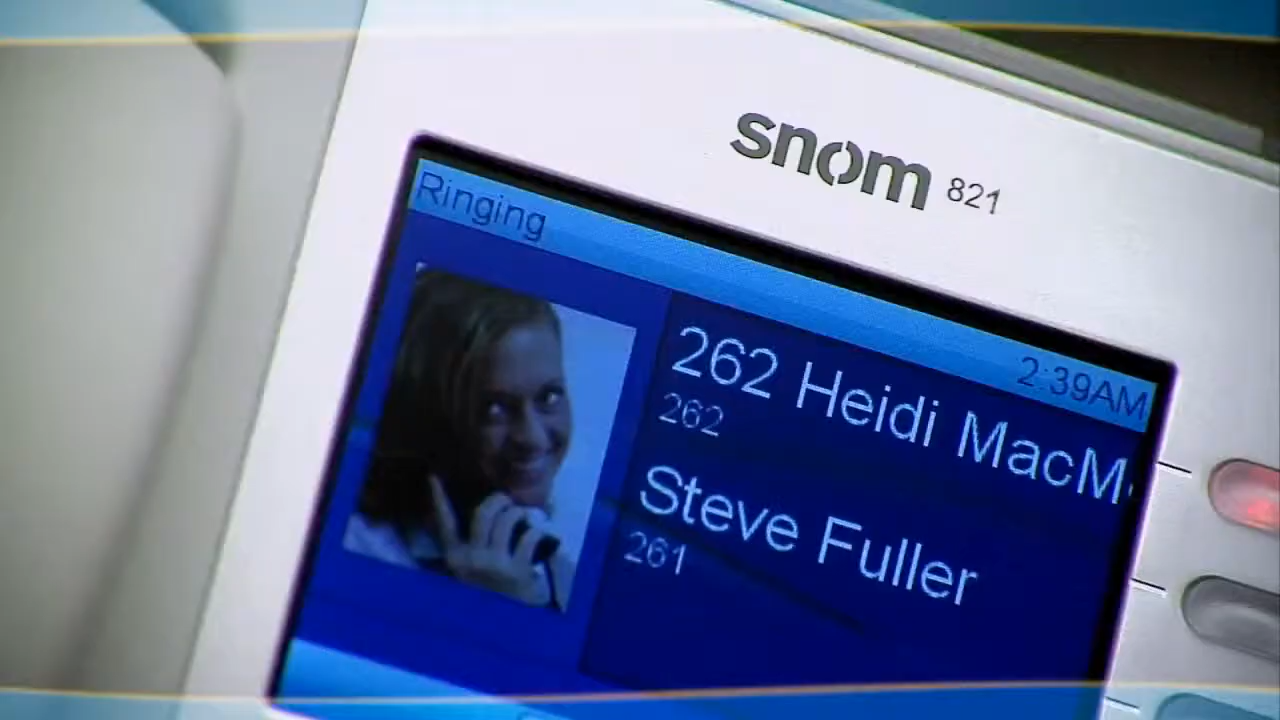 snom 821
Ringing
2:39AM
262 Heidi MacM
262
Steve Fuller
261